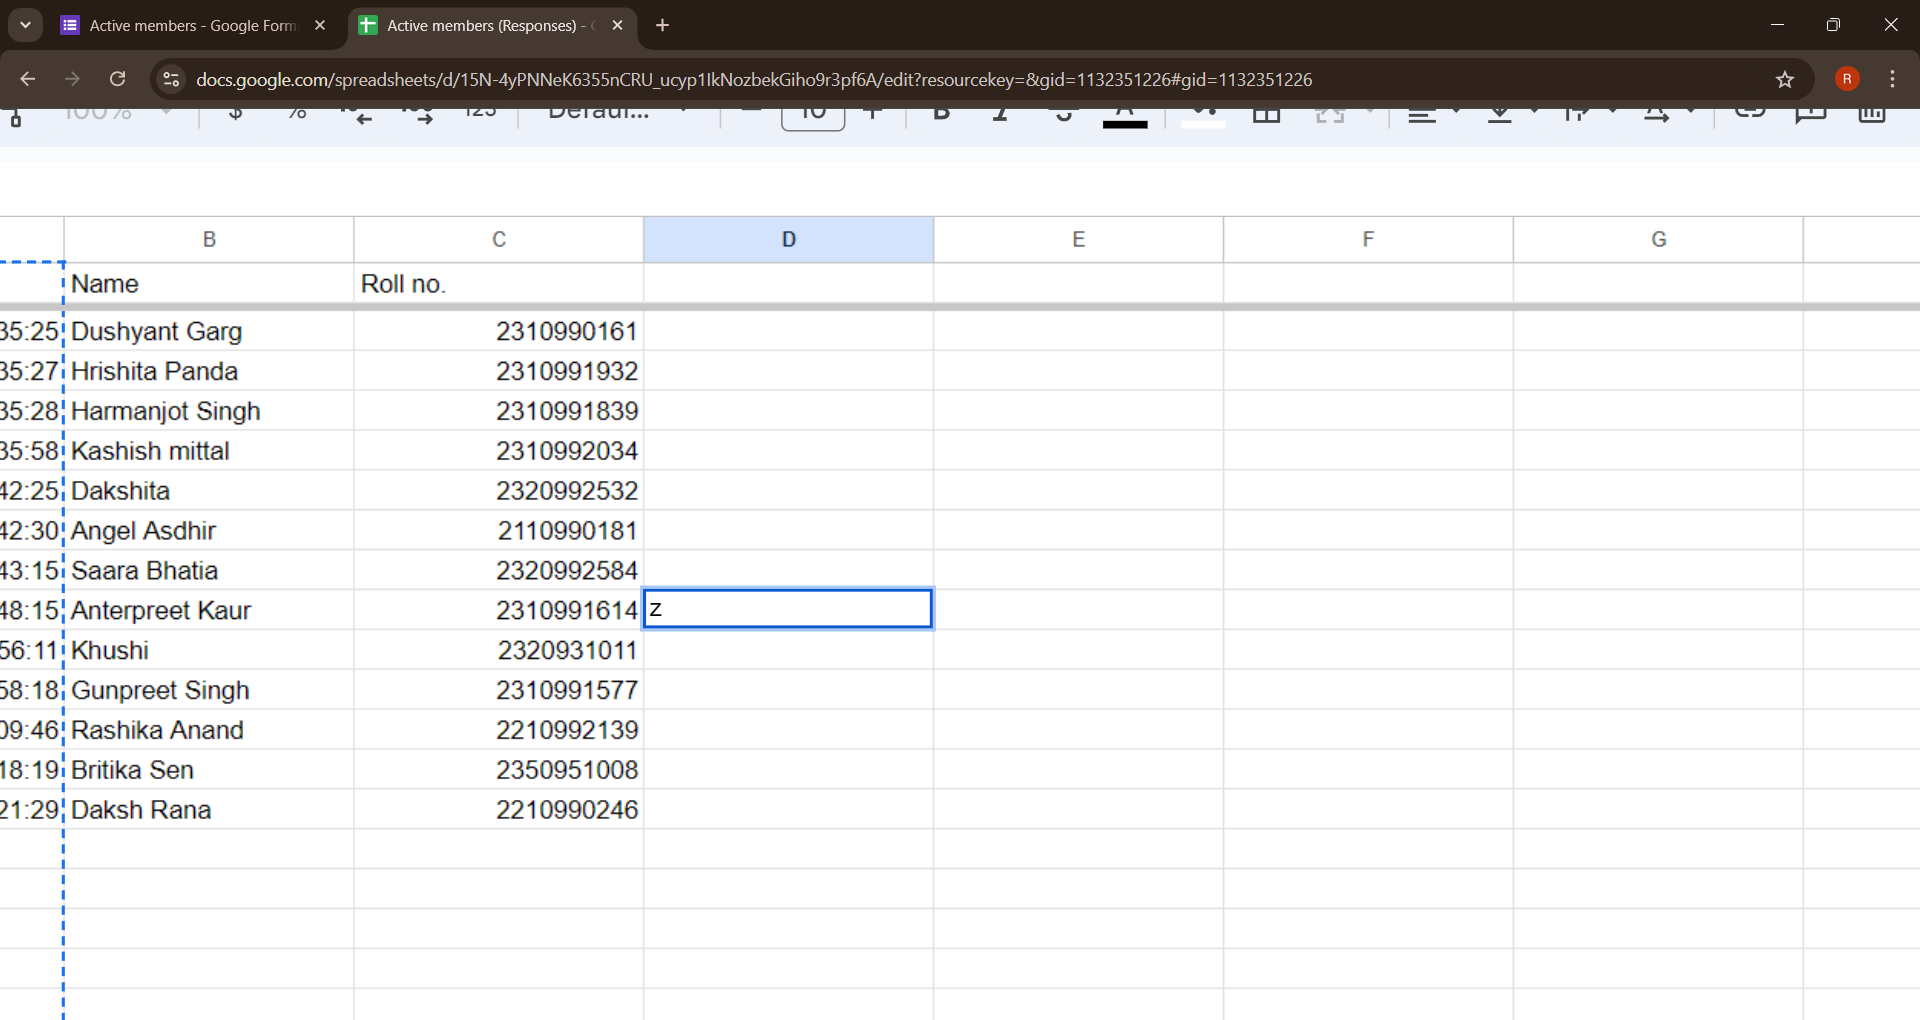 Active members - Google Form
Active members (Responses) -
docs.google.com/spreadsheets/d/15N-4yPNNeK6355nCRU_ucyp1IkNozbekGiho9r3pf6A/edit?resourcekey=&gid=1132351226#gid=1132351226
R
100% $ % 123 Defaul... 10 B I S A
B C D E F G
Name Roll no.
35:25 Dushyant Garg 2310990161
35:27 Hrishita Panda 2310991932
35:28 Harmanjot Singh 2310991839
35:58 Kashish mittal 2310992034
42:25 Dakshita 2320992532
42:30 Angel Asdhir 2110990181
43:15 Saara Bhatia 2320992584
48:15 Anterpreet Kaur 2310991614 z
56:11 Khushi 2320931011
58:18 Gunpreet Singh 2310991577
09:46 Rashika Anand 2210992139
18:19 Britika Sen 2350951008
21:29 Daksh Rana 2210990246